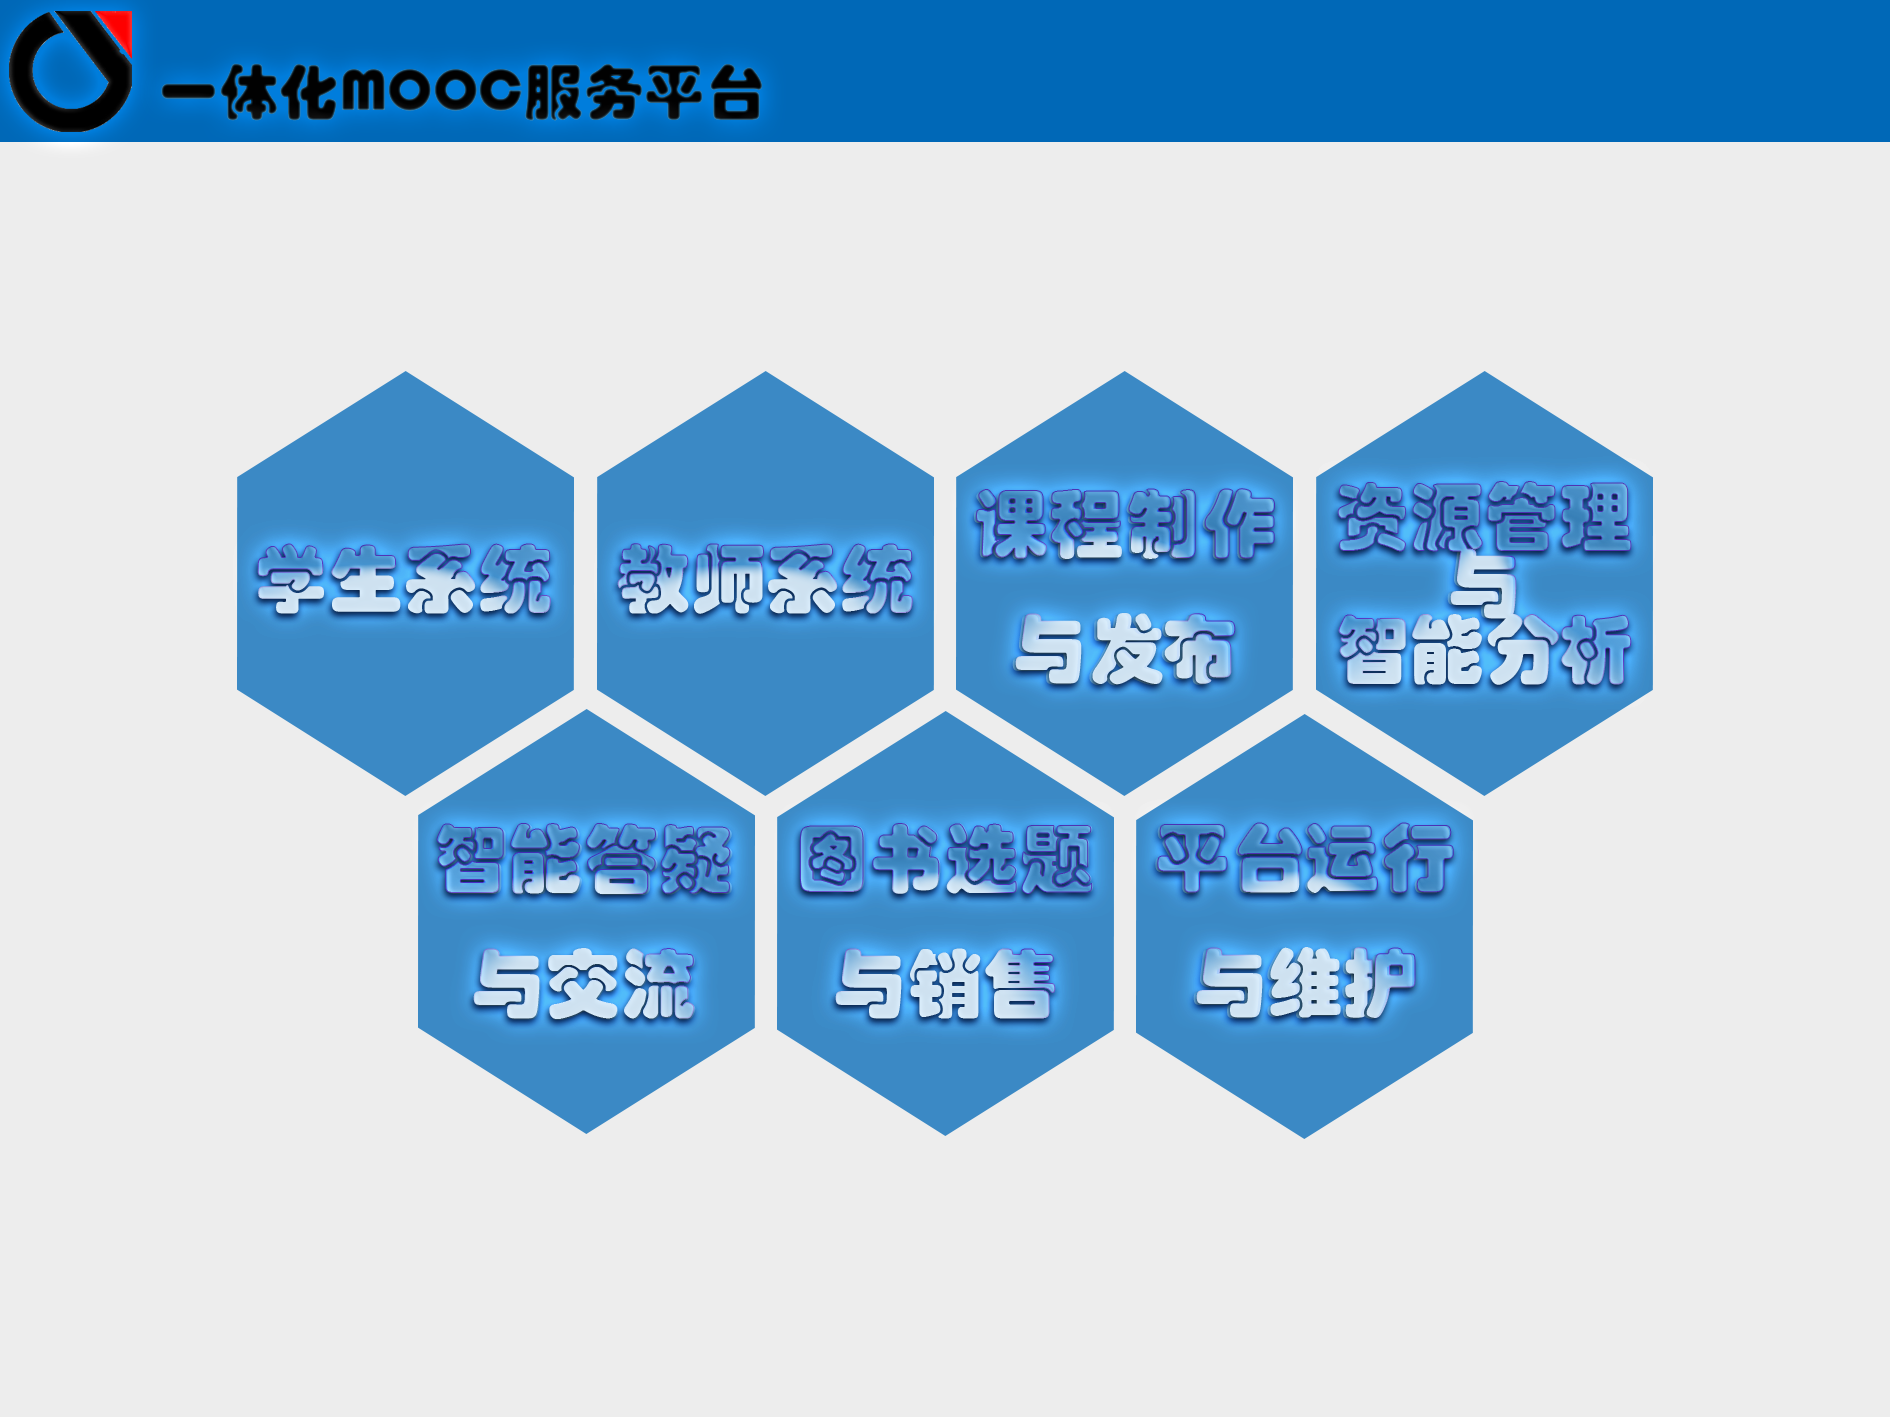 一体化mooc服务平台
学生系统
教师系统
课程制作
与发布
资源管理
与
智能分析
智能答疑
与交流
图书选题
与销售
平台运行
与维护